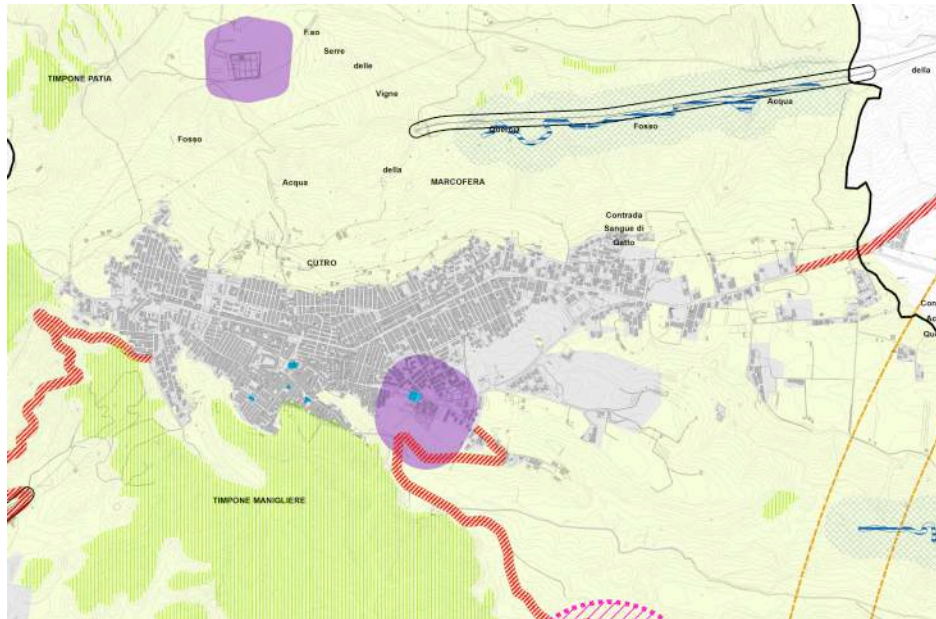 F.so
Serre
delle
Vigne
TIMPONE PATIA
della
Acqua
Quercia
Fosso
Fosso
della
Acqua
MARCOFERA
Contrada
Sangue di
Gatto
CUTRO
TIMPONE MANIGLIERE